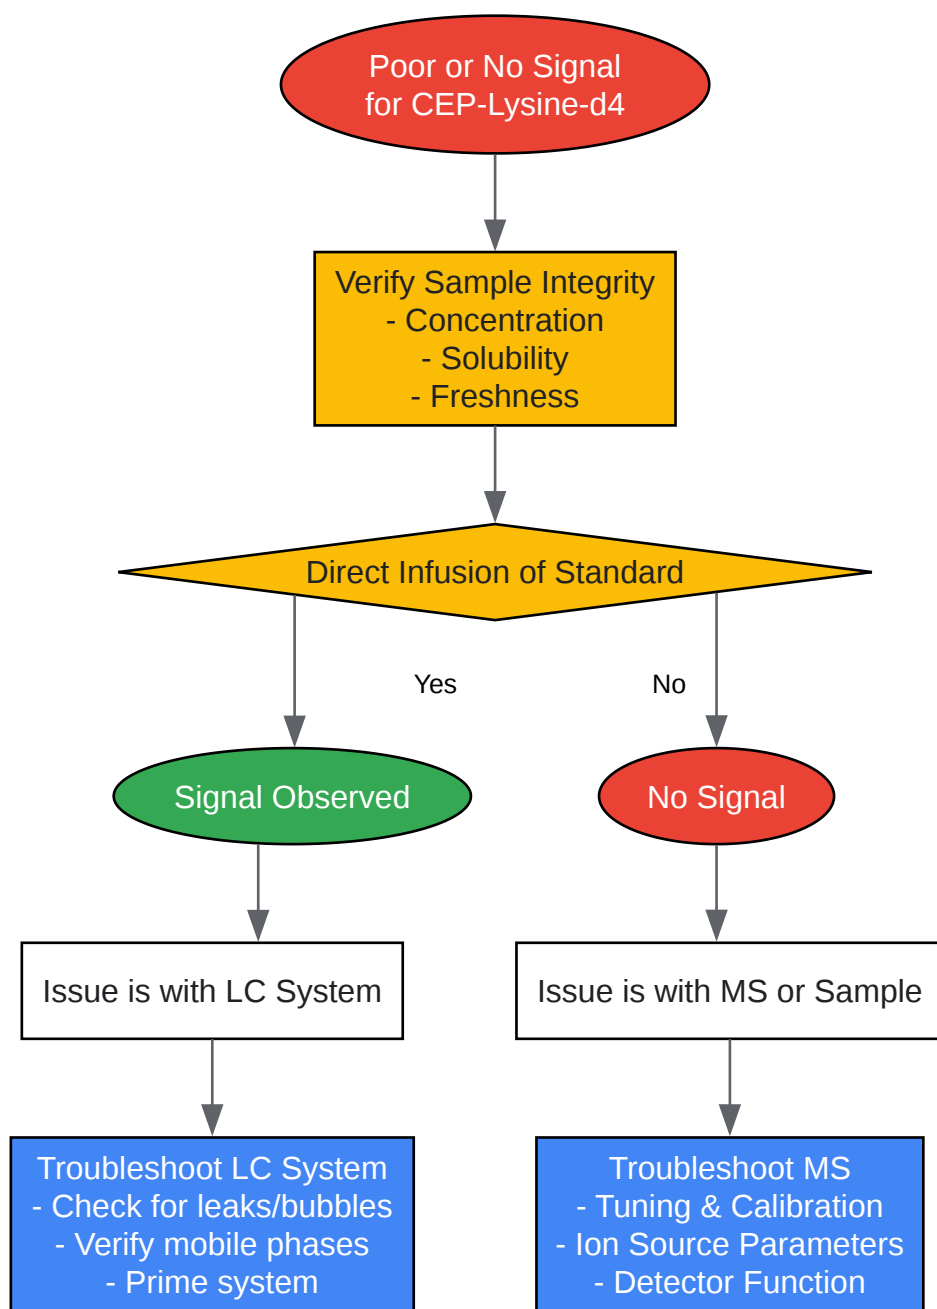 Poor or No Signal
for CEP-Lysine-d4
Verify Sample Integrity
- Concentration
- Solubility
- Freshness
Direct Infusion of Standard
Yes
No
Signal Observed
No Signal
Issue is with LC System
Issue is with MS or Sample
Troubleshoot LC System
- Check for leaks/bubbles
- Verify mobile phases
- Prime system
Troubleshoot MS
- Tuning & Calibration
- Ion Source Parameters
- Detector Function